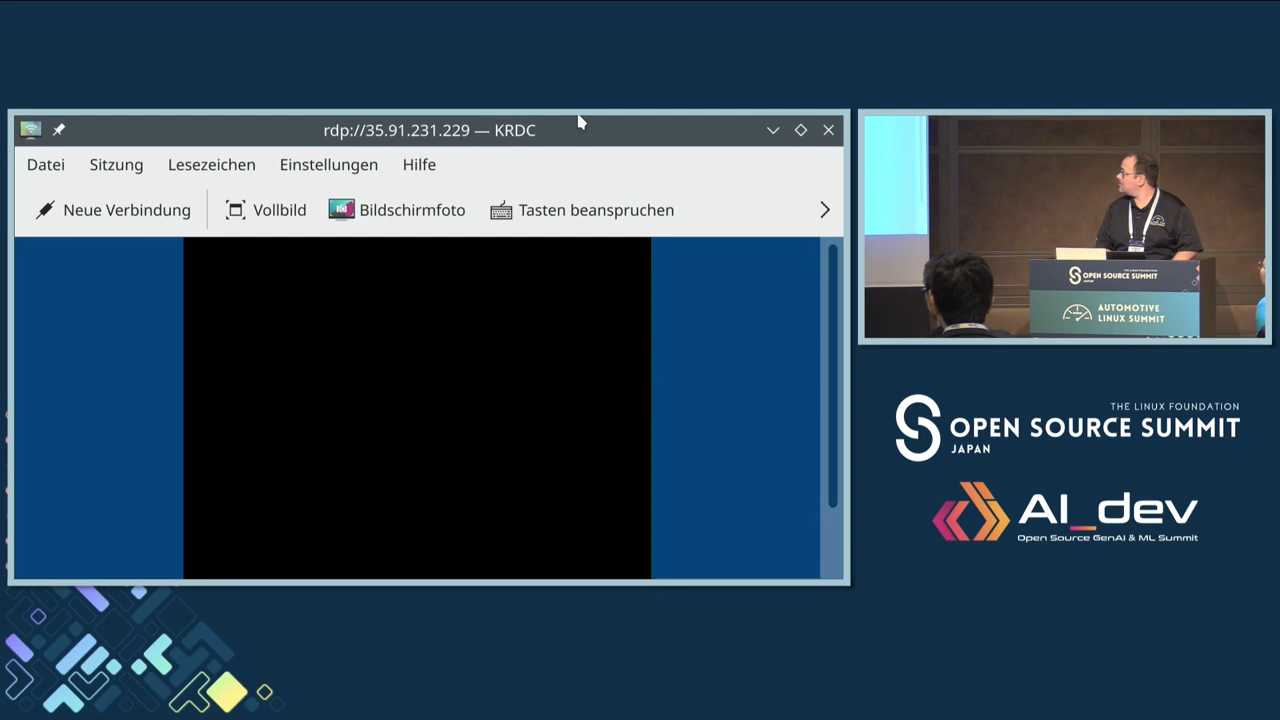 rdp://35.91.231.229 — KRDC
Datei Sitzung Lesezeichen Einstellungen Hilfe
Neue Verbindung Vollbild Bildschirmfoto Tasten beanspruchen
OPEN SOURCE SUMMIT
JAPAN
AUTOMOTIVE
LINUX SUMMIT
THE LINUX FOUNDATION
OPEN SOURCE SUMMIT
JAPAN
AI_dev
Open Source GenAI & ML Summit